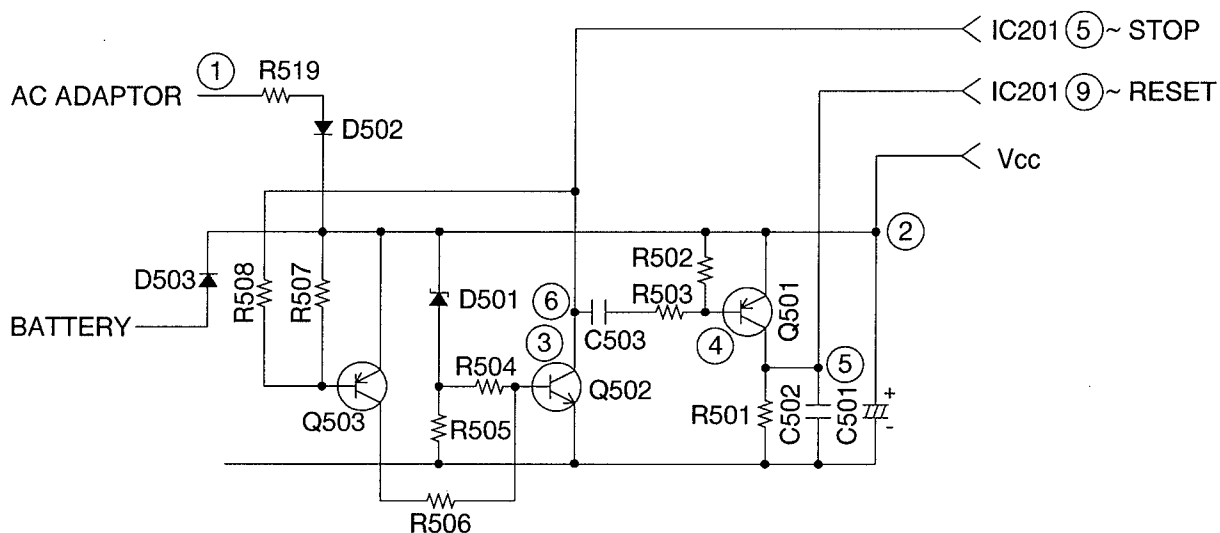 IC201 5 ~ STOP
1 R519
AC ADAPTOR
IC201 9 ~ RESET
D502
Vcc
2
R502
D503
R508
R507
D501
6
R503
Q501
BATTERY
C503
3
4
R504
5
Q502
Q503
R505
R501
C502
C501
+
-
R506